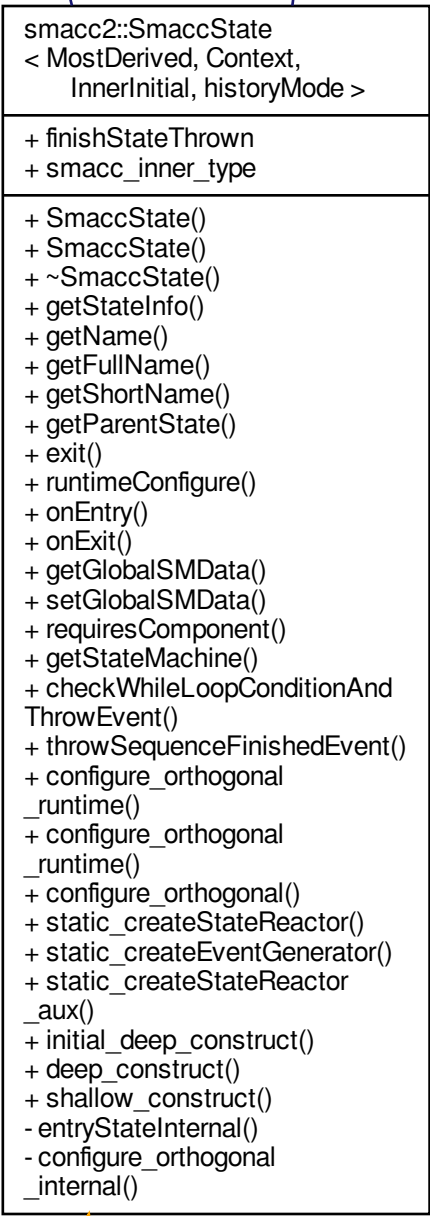 smacc2::SmaccState
< MostDerived, Context,
InnerInitial, historyMode >
+ finishStateThrown
+ smacc_inner_type
+ SmaccState()
+ SmaccState()
+ ~SmaccState()
+ getStateInfo()
+ getName()
+ getFullName()
+ getShortName()
+ getParentState()
+ exit()
+ runtimeConfigure()
+ onEntry()
+ onExit()
+ getGlobalSMData()
+ setGlobalSMData()
+ requiresComponent()
+ getStateMachine()
+ checkWhileLoopConditionAnd
ThrowEvent()
+ throwSequenceFinishedEvent()
+ configure_orthogonal
_runtime()
+ configure_orthogonal
_runtime()
+ configure_orthogonal()
+ static_createStateReactor()
+ static_createEventGenerator()
+ static_createStateReactor
_aux()
+ initial_deep_construct()
+ deep_construct()
+ shallow_construct()
- entryStateInternal()
- configure_orthogonal
_internal()